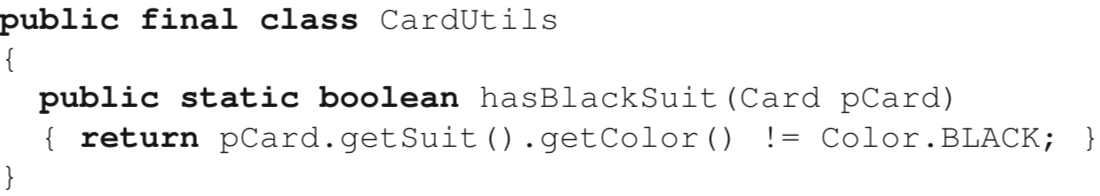 public final class CardUtils
{
  public static boolean hasBlackSuit(Card pCard)
  { return pCard.getSuit().getColor() != Color.BLACK; }
}